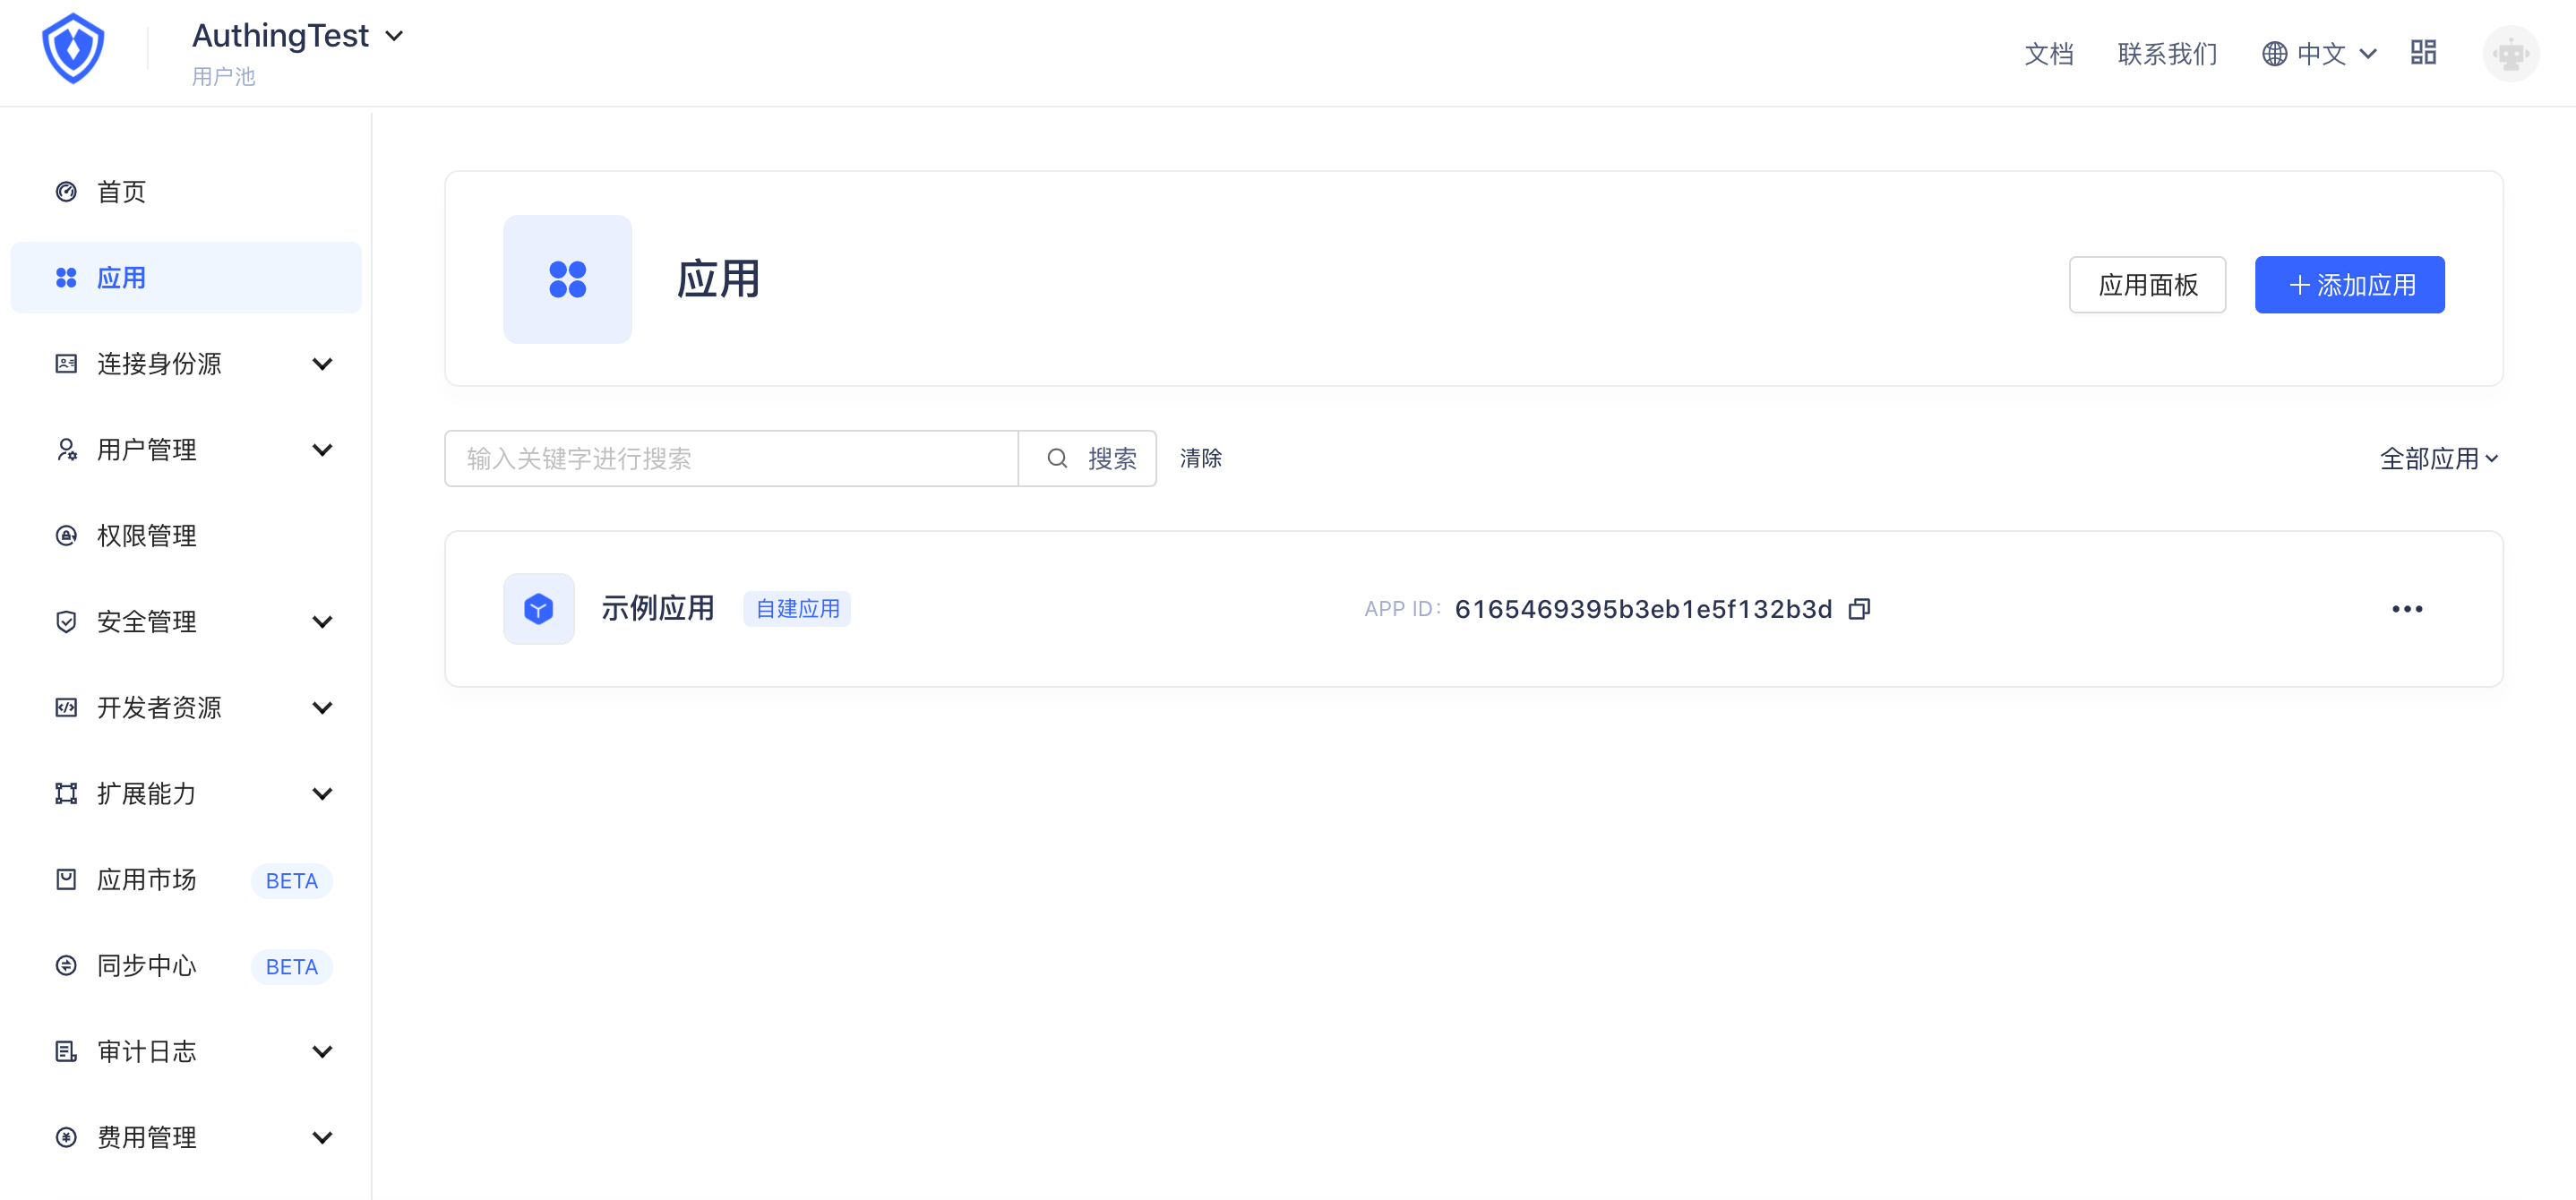 AuthingTest
用户池
文档
联系我们
中文
首页
应用
连接身份源
用户管理
权限管理
安全管理
开发者资源
扩展能力
应用市场 BETA
同步中心 BETA
审计日志
费用管理
应用
应用面板
添加应用
输入关键字进行搜索
搜索
清除
全部应用
示例应用 自建应用 APP ID: 6165469395b3eb1e5f132b3d